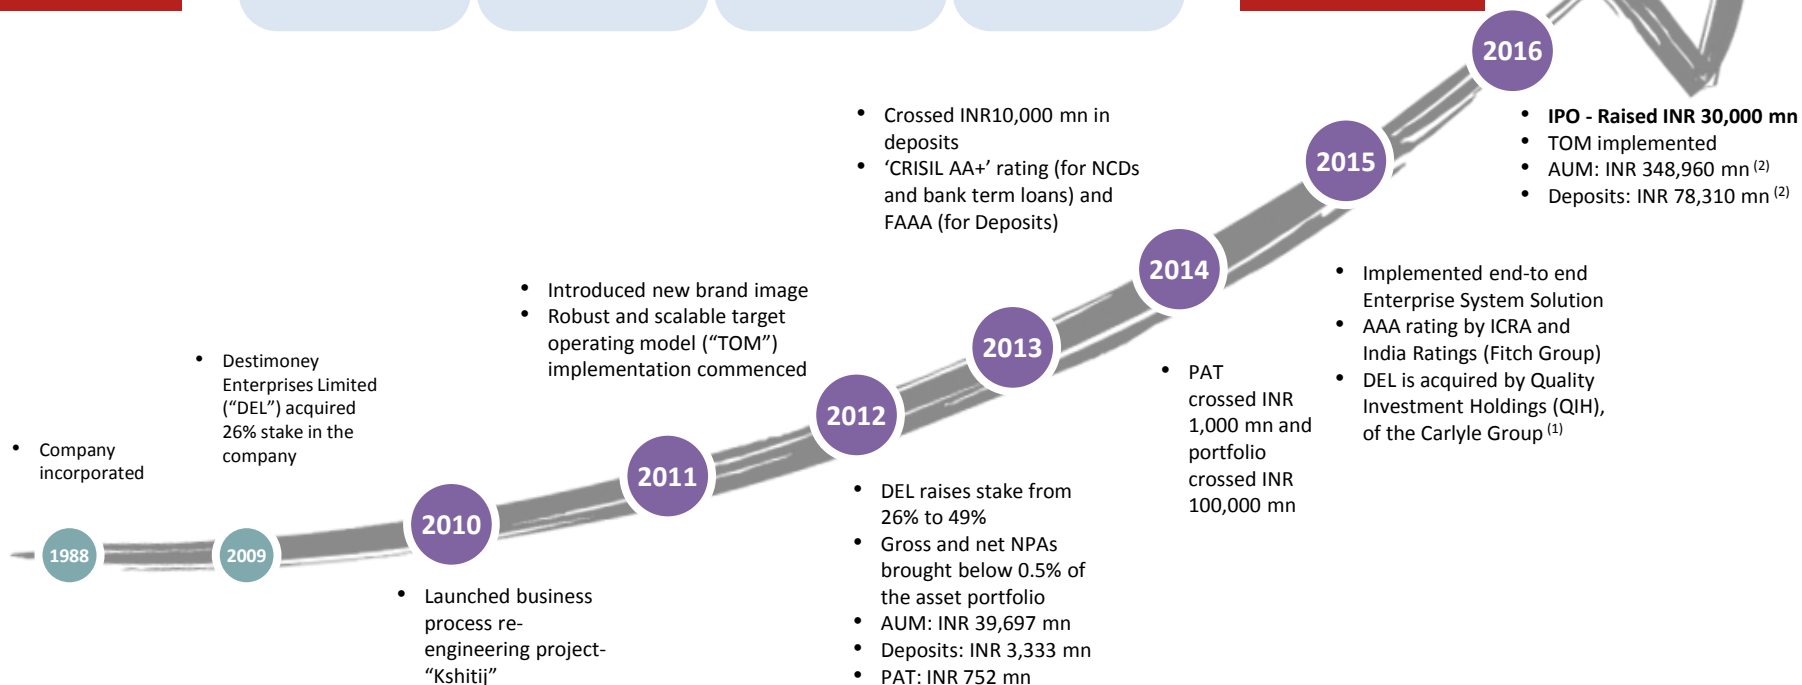 1988
• Company
incorporated
2009
• Destimoney
Enterprises Limited
(“DEL”) acquired
26% stake in the
company
2010
• Launched business
process re-
engineering project-
“Kshitij”
2011
• Introduced new brand image
• Robust and scalable target
operating model (“TOM”)
implementation commenced
2012
• DEL raises stake from
26% to 49%
• Gross and net NPAs
brought below 0.5% of
the asset portfolio
• AUM: INR 39,697 mn
• Deposits: INR 3,333 mn
• PAT: INR 752 mn
2013
• Crossed INR10,000 mn in
deposits
• ‘CRISIL AA+’ rating (for NCDs
and bank term loans) and
FAAA (for Deposits)
2014
• PAT
crossed INR
1,000 mn and
portfolio
crossed INR
100,000 mn
2015
• Implemented end-to end
Enterprise System Solution
• AAA rating by ICRA and
India Ratings (Fitch Group)
• DEL is acquired by Quality
Investment Holdings (QIH),
of the Carlyle Group (1)
2016
• IPO - Raised INR 30,000 mn
• TOM implemented
• AUM: INR 348,960 mn (2)
• Deposits: INR 78,310 mn (2)